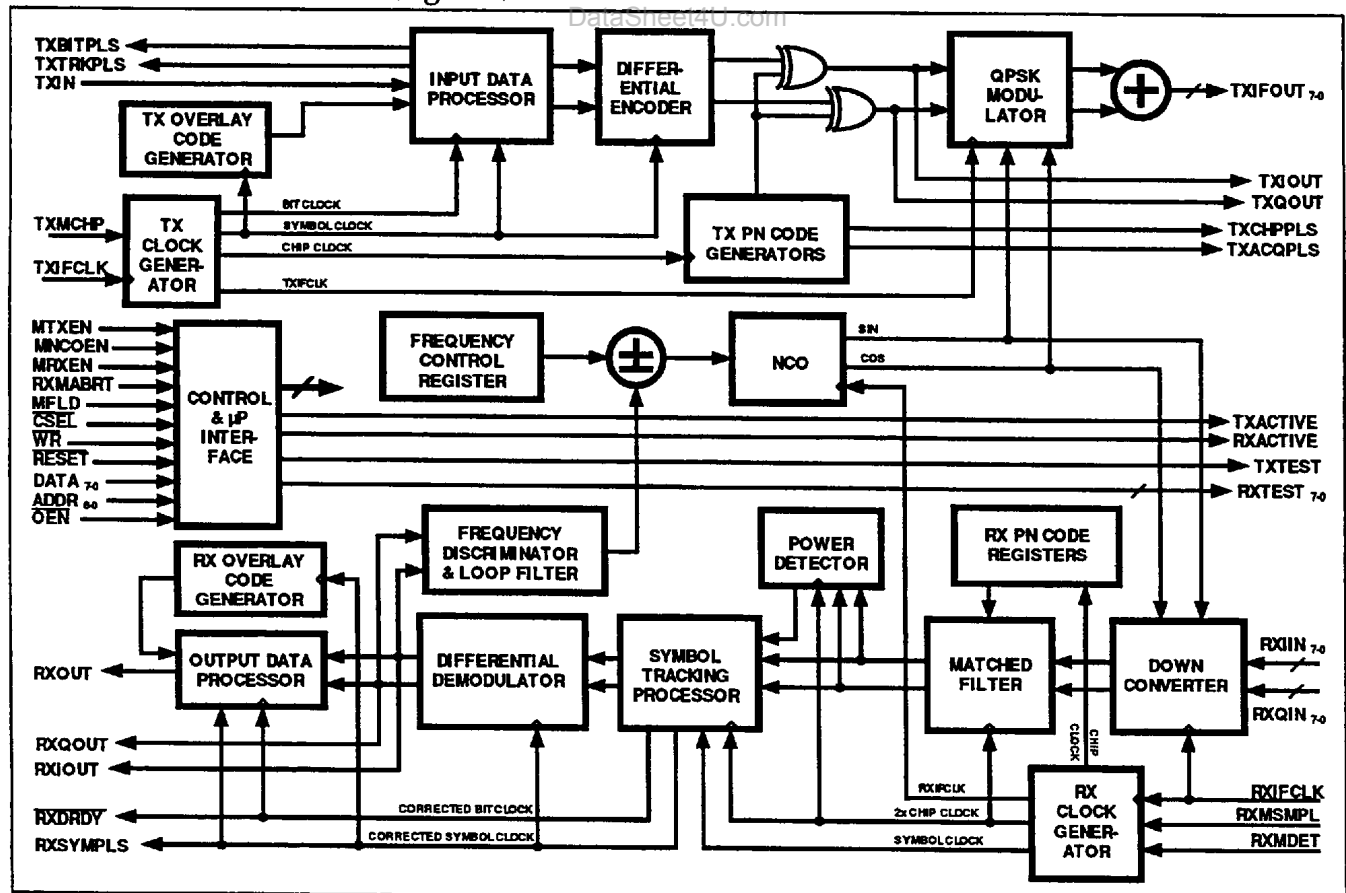 DataSheet4U.com
TXBITPLS
TXTRKPLS
TXIN
INPUT DATA
PROCESSOR
DIFFER-
ENTIAL
ENCODER
QPSK
MODU-
LATOR
+
TXIFOUT 7-0
TX OVERLAY
CODE
GENERATOR
TXMCHP
TXIFCLK
TX
CLOCK
GENER-
ATOR
BIT CLOCK
SYMBOL CLOCK
CHIP CLOCK
TXIFCLK
TX PN CODE
GENERATORS
TXIOUT
TXQOUT
TXCHPPLS
TXACQPLS
MTXEN
MNCOEN
MRXEN
RXMABRT
MFLD
CSEL
WR
RESET
DATA 7-0
ADDR 6-0
OEN
CONTROL
& µP
INTER-
FACE
FREQUENCY
CONTROL
REGISTER
±
NCO
SIN
COS
TXACTIVE
RXACTIVE
TXTEST
RXTEST 7-0
RX OVERLAY
CODE
GENERATOR
FREQUENCY
DISCRIMINATOR
& LOOP FILTER
POWER
DETECTOR
RX PN CODE
REGISTERS
RXOUT
OUTPUT DATA
PROCESSOR
DIFFERENTIAL
DEMODULATOR
SYMBOL
TRACKING
PROCESSOR
MATCHED
FILTER
DOWN
CONVERTER
RXIIN 7-0
RXQIN 7-0
RXQOUT
RXIOUT
RXDRDY
RXSYMPLS
CORRECTED BIT CLOCK
CORRECTED SYMBOL CLOCK
CHIP
CLOCK
RXIFCLK
2x CHIP CLOCK
SYMBOL CLOCK
RX
CLOCK
GENER-
ATOR
RXIFCLK
RXMSMPL
RXMDET